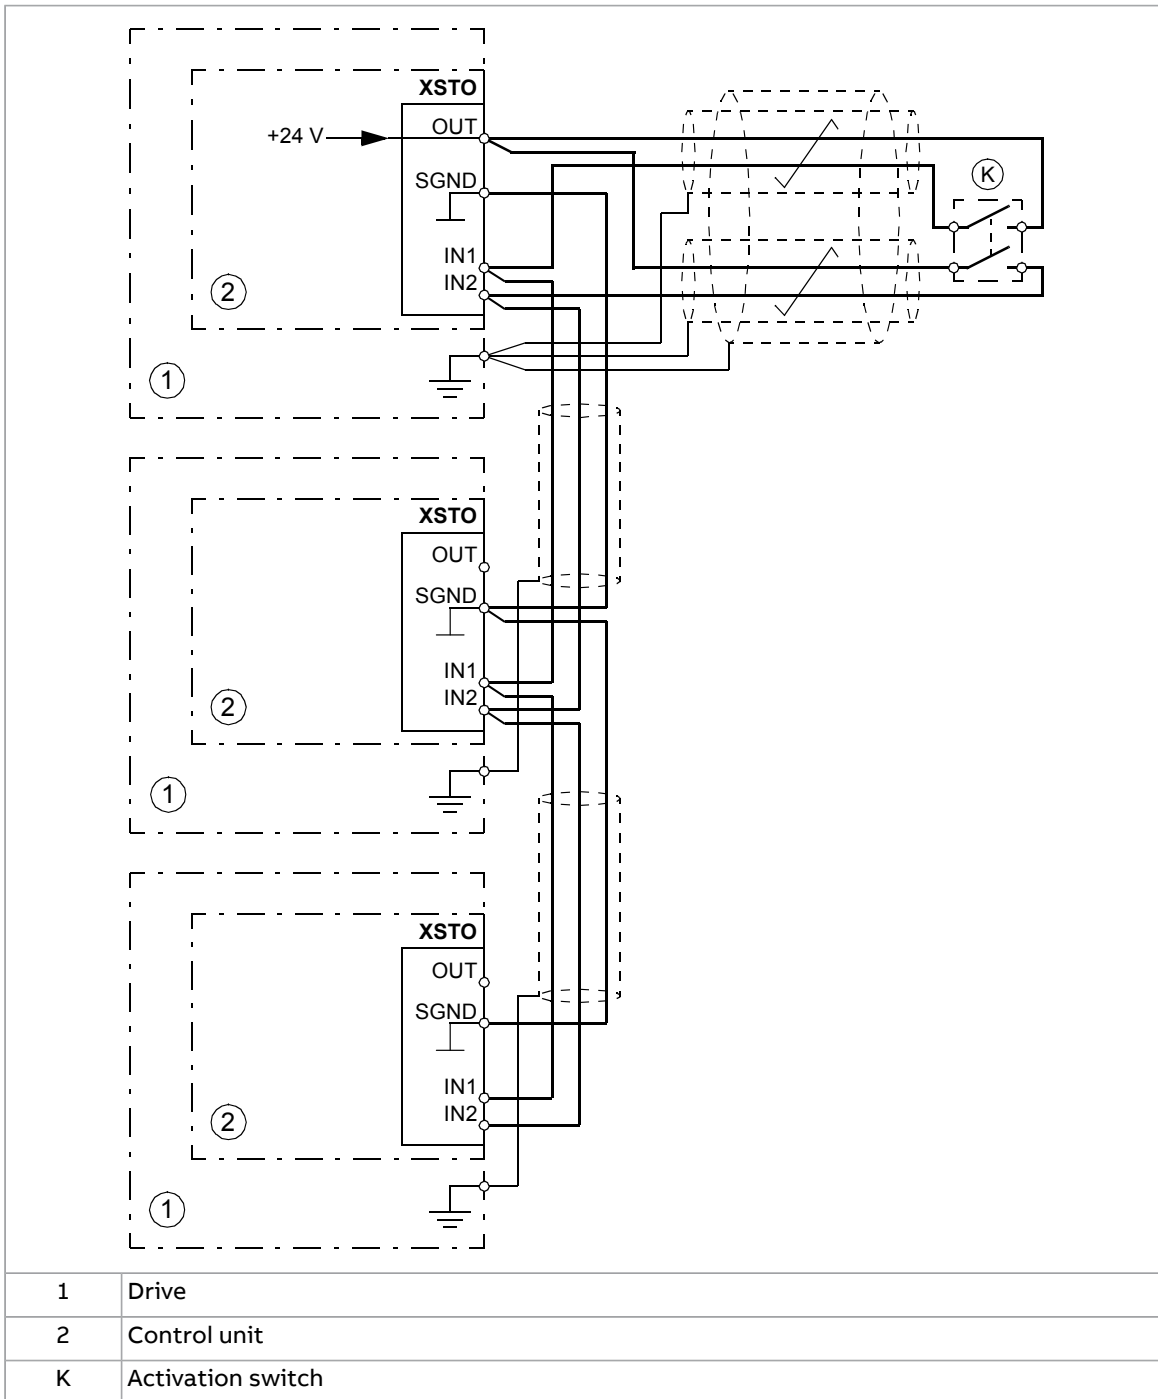 XSTO
+24 V
OUT
SGND
K
IN1
IN2
2
1
XSTO
OUT
SGND
IN1
IN2
2
1
XSTO
OUT
SGND
IN1
IN2
2
1
1 Drive
2 Control unit
K Activation switch